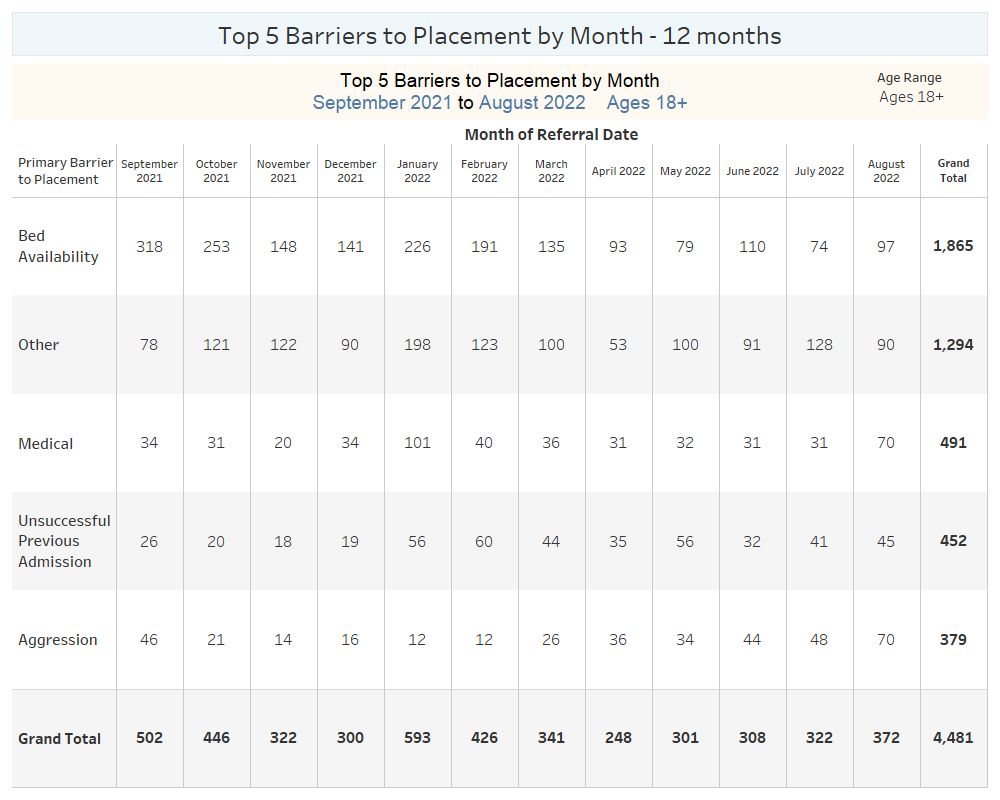 Top 5 Barriers to Placement by Month - 12 months
Top 5 Barriers to Placement by Month
September 2021 to August 2022 Ages 18+
Age Range
Ages 18+
Month of Referral Date
Primary Barrier to Placement September 2021 October 2021 November 2021 December 2021 January 2022 February 2022 March 2022 April 2022 May 2022 June 2022 July 2022 August 2022 Grand Total
Bed Availability 318 253 148 141 226 191 135 93 79 110 74 97 1,865
Other 78 121 122 90 198 123 100 53 100 91 128 90 1,294
Medical 34 31 20 34 101 40 36 31 32 31 31 70 491
Unsuccessful Previous Admission 26 20 18 19 56 60 44 35 56 32 41 45 452
Aggression 46 21 14 16 12 12 26 36 34 44 48 70 379
Grand Total 502 446 322 300 593 426 341 248 301 308 322 372 4,481